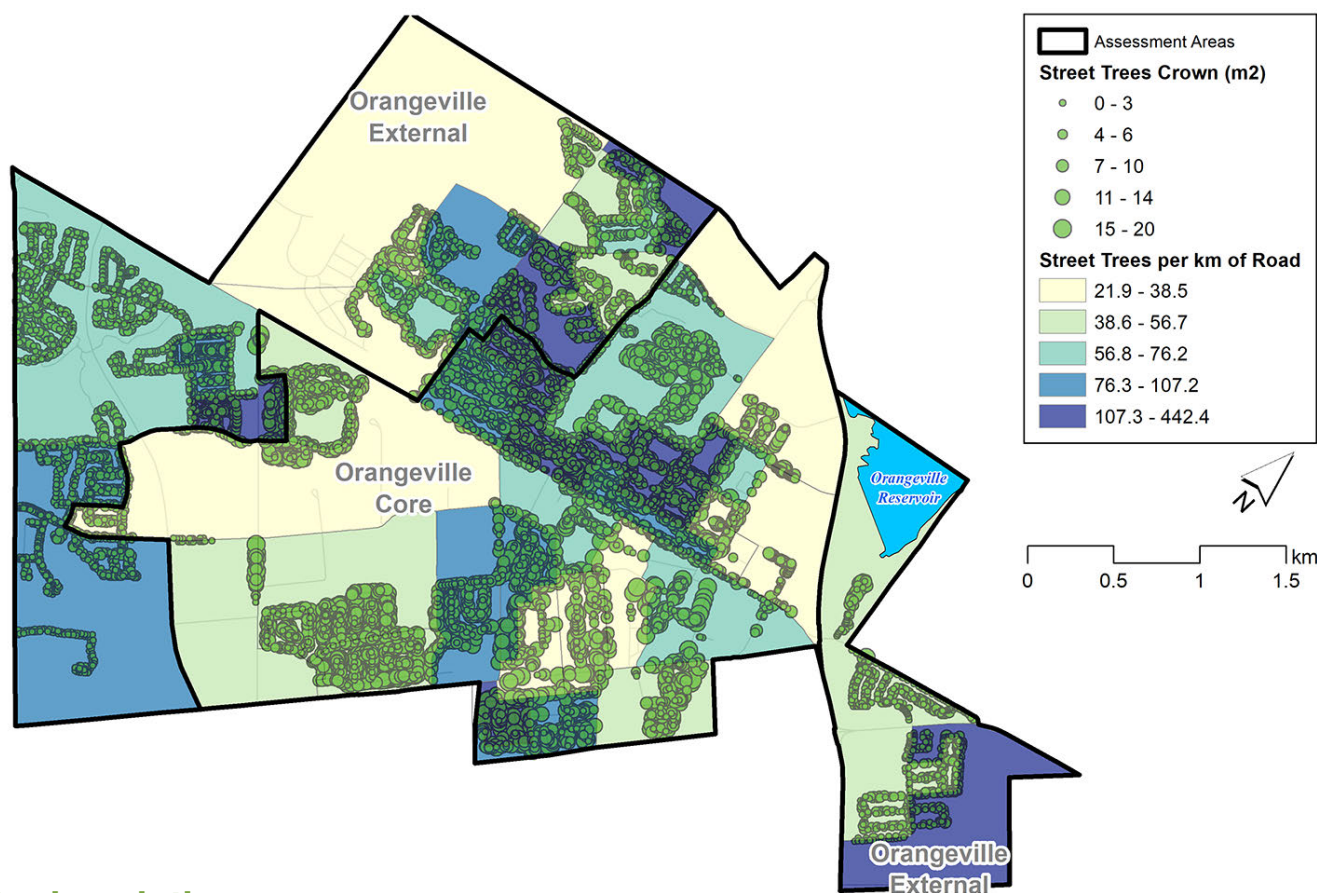 Orangeville
External
Orangeville
Core
Orangeville
Reservoir
Orangeville
External
Assessment Areas
Street Trees Crown (m2)
0 - 3
4 - 6
7 - 10
11 - 14
15 - 20
Street Trees per km of Road
21.9 - 38.5
38.6 - 56.7
56.8 - 76.2
76.3 - 107.2
107.3 - 442.4
N
km
0 0.5 1 1.5